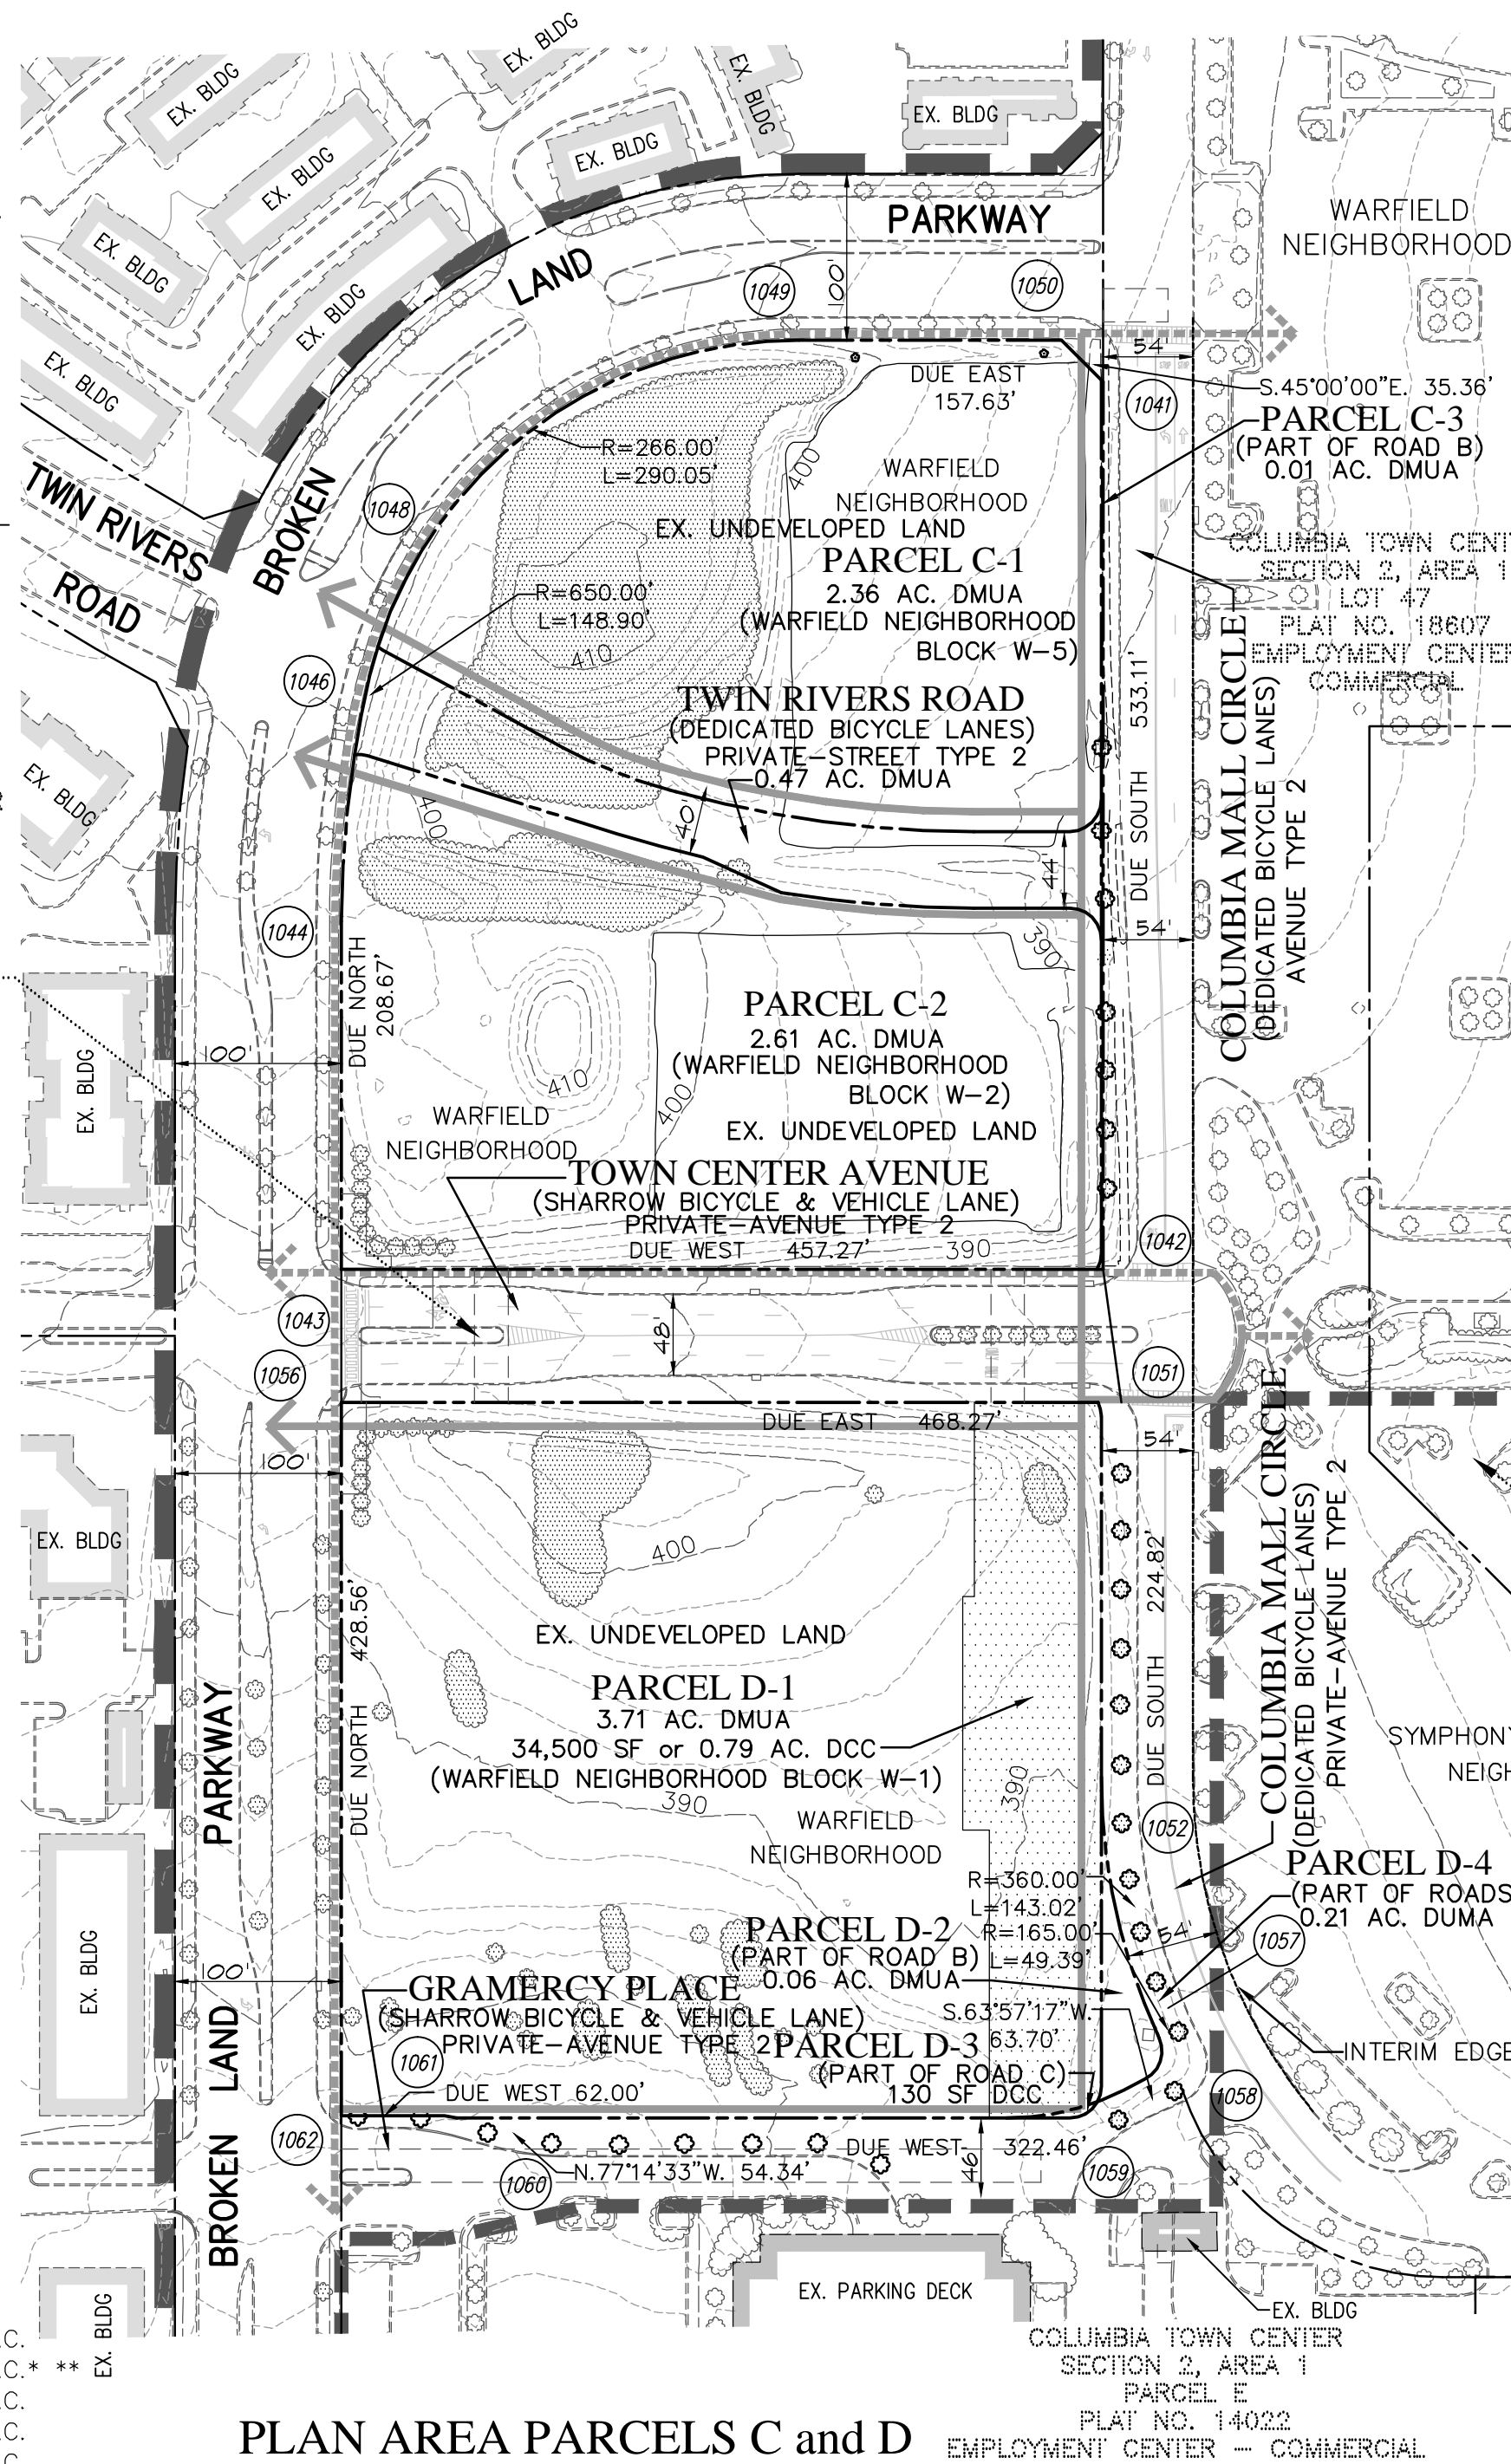 EX. BLDG
EX. BLDG
EX. BLDG
EX. BLDG
EX. BLDG
EX. BLDG
EX. BLDG
EX. BLDG
EX. BLDG
EX. BLDG
PARKWAY
LAND
BROKEN
WARFIELD
NEIGHBORHOOD
1049
100'
1050
54'
DUE EAST
157.63'
1041
S.45°00'00"E. 35.36'
PARCEL C-3
(PART OF ROAD B)
0.01 AC. DMUA
R=266.00'
L=290.05'
400
WARFIELD
NEIGHBORHOOD
EX. UNDEVELOPED LAND
PARCEL C-1
2.36 AC. DMUA
(WARFIELD NEIGHBORHOOD
BLOCK W-5)
1048
TWIN RIVERS
ROAD
COLUMBIA TOWN CENT
SECTION 2, AREA 1
LOT 47
PLAT NO. 18607
EMPLOYMENT CENTER
COMMERCIAL
R=650.00'
L=148.90'
410
1046
TWIN RIVERS ROAD
(DEDICATED BICYCLE LANES)
PRIVATE-STREET TYPE 2
0.47 AC. DMUA
DUE SOUTH 533.11'
COLUMBIA MALL CIRCLE
(DEDICATED BICYCLE LANES)
AVENUE TYPE 2
EX. BLDG
400
40'
44
1044
54'
390
DUE NORTH
208.67'
PARCEL C-2
2.61 AC. DMUA
(WARFIELD NEIGHBORHOOD
BLOCK W-2)
EX. UNDEVELOPED LAND
100'
410
400
EX. BLDG
WARFIELD
NEIGHBORHOOD
TOWN CENTER AVENUE
(SHARROW BICYCLE & VEHICLE LANE)
PRIVATE-AVENUE TYPE 2
DUE WEST 457.27'
390
1042
1043
48'
1056
1051
DUE EAST 468.27'
54'
100'
EX. BLDG
400
DUE NORTH 428.56'
EX. UNDEVELOPED LAND
DUE SOUTH 224.82'
COLUMBIA MALL CIRCLE
(DEDICATED BICYCLE LANES)
PRIVATE-AVENUE TYPE 2
PARCEL D-1
3.71 AC. DMUA
34,500 SF or 0.79 AC. DCC
(WARFIELD NEIGHBORHOOD BLOCK W-1)
390
390
SYMPHON
NEIGH
WARFIELD
NEIGHBORHOOD
1052
PARCEL D-4
(PART OF ROADS
0.21 AC. DUMA
R=360.00'
L=143.02'
R=165.00'
L=49.39'
54'
1057
PARCEL D-2
(PART OF ROAD B)
0.06 AC. DMUA
PARKWAY
EX. BLDG
100'
GRAMERCY PLACE
(SHARROW BICYCLE & VEHICLE LANE)
PRIVATE-AVENUE TYPE 2
S.63°57'17"W.
63.70'
PARCEL D-3
(PART OF ROAD C)
130 SF DCC
INTERIM EDGE
LAND
1061
DUE WEST 62.00'
1058
BROKEN
1062
DUE WEST 322.46'
46'
1059
1060
N.77°14'33"W. 54.34'
EX. PARKING DECK
EX. BLDG
EX. BLDG
COLUMBIA TOWN CENTER
SECTION 2, AREA 1
PARCEL E
PLAT NO. 14022
EMPLOYMENT CENTER - COMMERCIAL
.C.
.C.* **
.C.
.C.
PLAN AREA PARCELS C and D